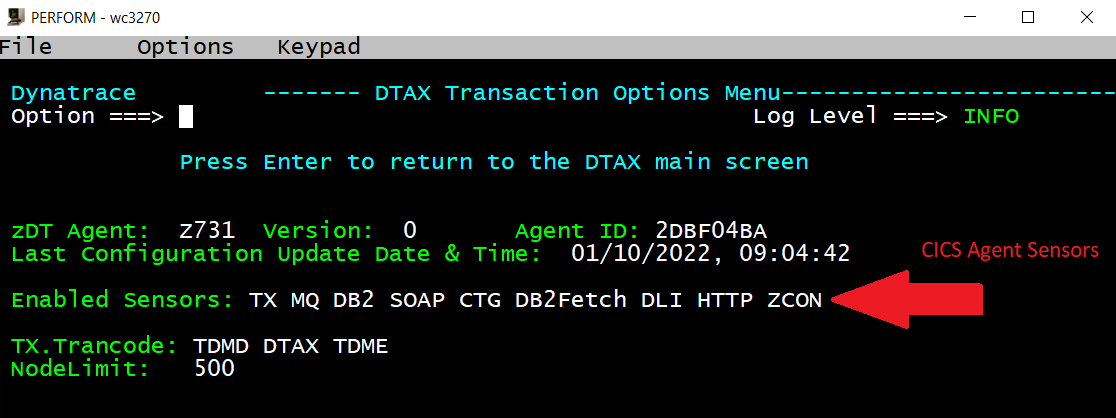 PERFORM - wc3270
File Options Keypad
Dynatrace ------- DTAX Transaction Options Menu------------------------
Option ===> Log Level ===> INFO
Press Enter to return to the DTAX main screen
zDT Agent: Z731 Version: 0 Agent ID: 2DBF04BA
Last Configuration Update Date & Time: 01/10/2022, 09:04:42
CICS Agent Sensors
Enabled Sensors: TX MQ DB2 SOAP CTG DB2Fetch DLI HTTP ZCON
TX.Trancode: TDMD DTAX TDME
NodeLimit: 500